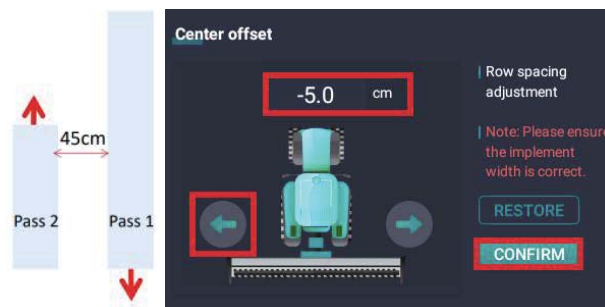 45cm
Pass 2
Pass 1
Center offset
-5.0 cm
Row spacing
adjustment
Note: Please ensure
the implement
width is correct.
RESTORE
CONFIRM